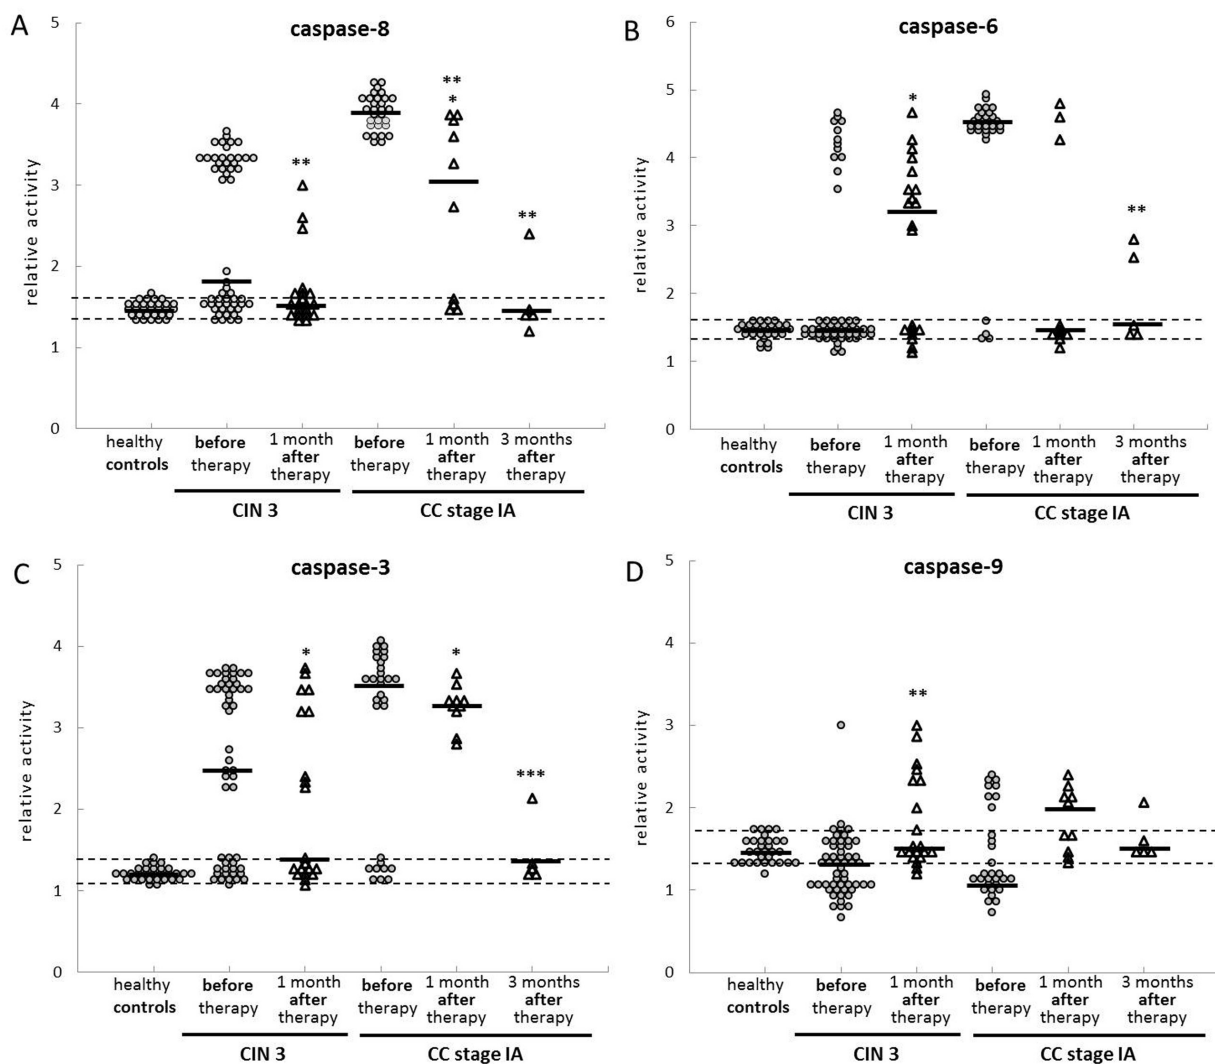 A
caspase-8
5
4
3
2
1
0
relative activity
**
**
*
**
healthy controls
before therapy
1 month after therapy
before therapy
1 month after therapy
3 months after therapy
CIN 3
CC stage IA
B
caspase-6
6
5
4
3
2
1
0
relative activity
*
**
healthy controls
before therapy
1 month after therapy
before therapy
1 month after therapy
3 months after therapy
CIN 3
CC stage IA
C
caspase-3
5
4
3
2
1
0
relative activity
*
*
***
healthy controls
before therapy
1 month after therapy
before therapy
1 month after therapy
3 months after therapy
CIN 3
CC stage IA
D
caspase-9
5
4
3
2
1
0
relative activity
**
healthy controls
before therapy
1 month after therapy
before therapy
1 month after therapy
3 months after therapy
CIN 3
CC stage IA